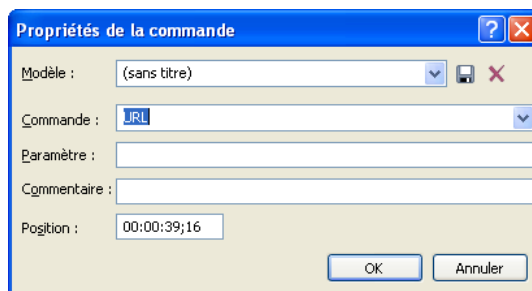 Propriétés de la commande
Modèle : (sans titre)
Commande : URL
Paramètre :
Commentaire :
Position : 00:00:39;16
OK Annuler